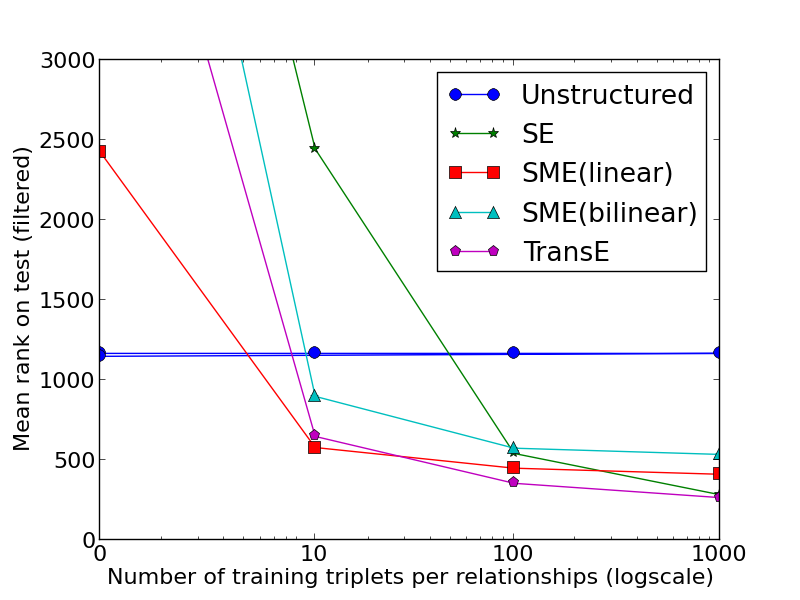 3000
2500
2000
1500
1000
500
0
Mean rank on test (filtered)
Unstructured
SE
SME(linear)
SME(bilinear)
TransE
0 10 100 1000
Number of training triplets per relationships (logscale)